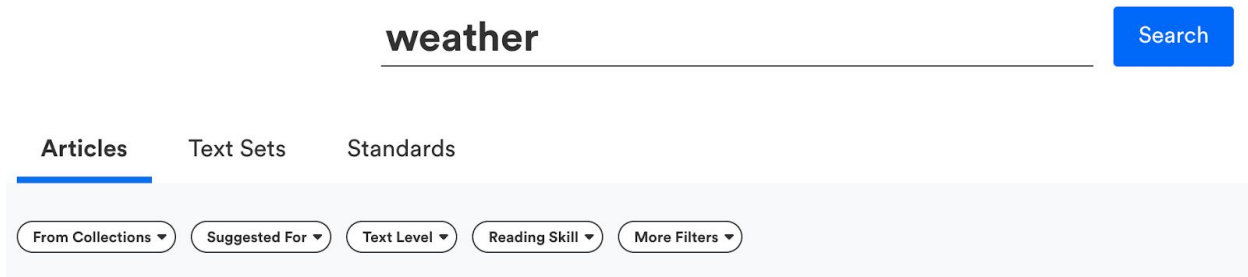 weather
Search
Articles Text Sets Standards
From Collections Suggested For Text Level Reading Skill More Filters